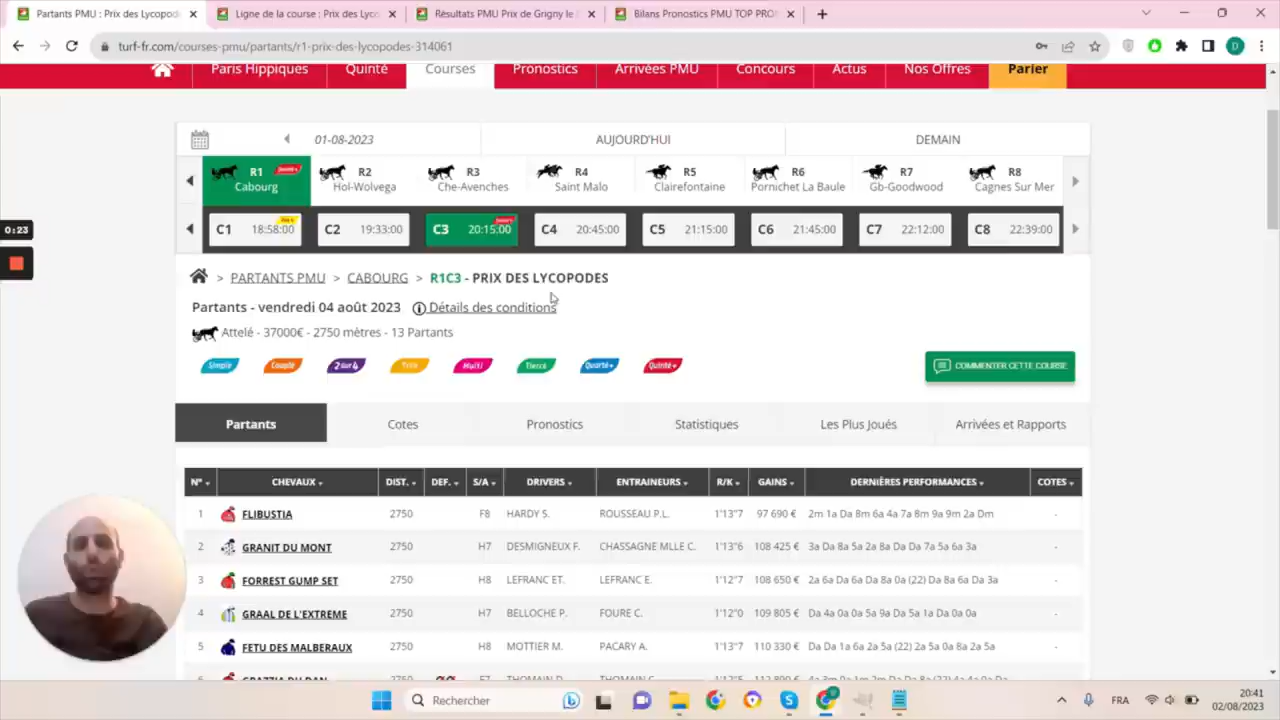 Partants PMU : Prix des Lycopod
Ligne de la course : Prix des Lyco
Résultats PMU Prix de Grigny le
Bilans Pronostics PMU TOP PRO
turf-fr.com/courses-pmu/partants/r1-prix-des-lycopodes-314061
Paris Hippiques Quinté Courses Pronostics Arrivées PMU Concours Actus Nos Offres Parier
01-08-2023 AUJOURD'HUI DEMAIN
R1 Cabourg
R2 Hol-Wolvega
R3 Che-Avenches
R4 Saint Malo
R5 Clairefontaine
R6 Pornichet La Baule
R7 Gb-Goodwood
R8 Cagnes Sur Mer
0:23
C1 18:58:00 C2 19:33:00 C3 20:15:00 C4 20:45:00 C5 21:15:00 C6 21:45:00 C7 22:12:00 C8 22:39:00
> PARTANTS PMU > CABOURG > R1C3 - PRIX DES LYCOPODES
Partants - vendredi 04 août 2023 Détails des conditions
Attelé - 37000€ - 2750 mètres - 13 Partants
Simple Couplé 2sur4 Trio Multi Tiercé Quarté+ Quinté+
COMMENTER CETTE COURSE
Partants Cotes Pronostics Statistiques Les Plus Joués Arrivées et Rapports
N° CHEVAUX DIST. DEF. S/A DRIVERS ENTRAINEURS R/K GAINS DERNIÈRES PERFORMANCES COTES
1 FLIBUSTIA 2750 F8 HARDY S. ROUSSEAU P.L. 1'13"7 97 690 € 2m 1a Da 8m 6a 4a 7a 8m 9a 9m 2a Dm -
2 GRANIT DU MONT 2750 H7 DESMIGNEUX F. CHASSAGNE MLLE C. 1'13"6 108 425 € 3a Da 8a 5a 2a 8a Da Da 7a 5a 6a 3a -
3 FORREST GUMP SET 2750 H8 LEFRANC ET. LEFRANC E. 1'12"7 108 650 € 2a 6a Da 6a Da 8a 0a (22) Da 8a 6a Da 3a -
4 GRAAL DE L'EXTREME 2750 H7 BELLOCHE P. FOURE C. 1'12"0 109 805 € Da 4a 0a 0a 5a 9a Da 5a 1a Da 0a 0a -
5 FETU DES MALBERAUX 2750 H8 MOTTIER M. PACARY A. 1'13"7 110 330 € Da Da 1a 6a 2a 5a (22) 2a 5a 0a 8a 2a 5a -
Rechercher
FRA
20:41
02/08/2023